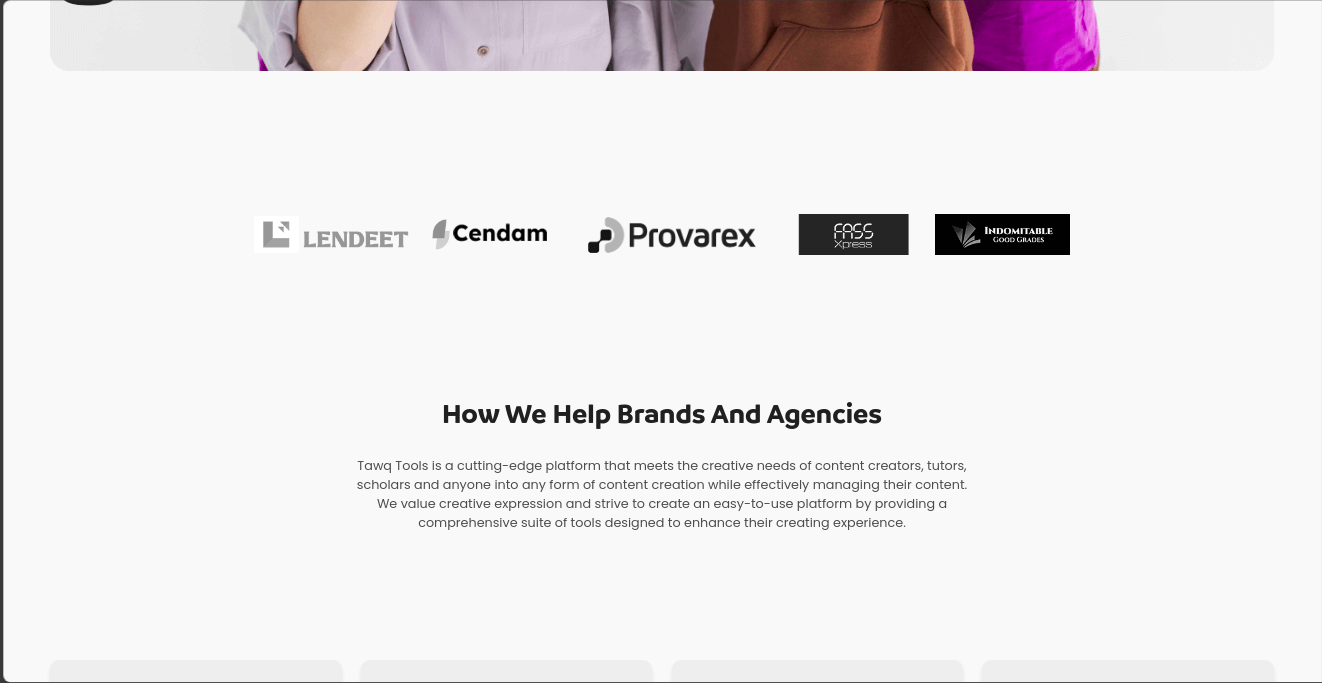 LENDEET
Cendam
Provarex
FASS
Xpress
INDOMITABLE
GOOD GRADES
How We Help Brands And Agencies
Tawq Tools is a cutting-edge platform that meets the creative needs of content creators, tutors,
scholars and anyone into any form of content creation while effectively managing their content.
We value creative expression and strive to create an easy-to-use platform by providing a
comprehensive suite of tools designed to enhance their creating experience.